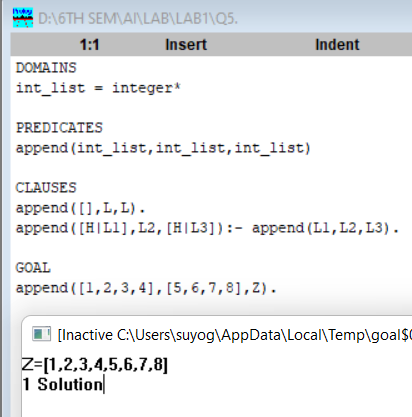 D:\6TH SEM\AI\LAB\LAB1\Q5.
1:1 Insert Indent
DOMAINS
int_list = integer*
PREDICATES
append(int_list,int_list,int_list)
CLAUSES
append([],L,L).
append([H|L1],L2,[H|L3]):- append(L1,L2,L3).
GOAL
append([1,2,3,4],[5,6,7,8],Z).
[Inactive C:\Users\suyog\AppData\Local\Temp\goal$
Z=[1,2,3,4,5,6,7,8]
1 Solution